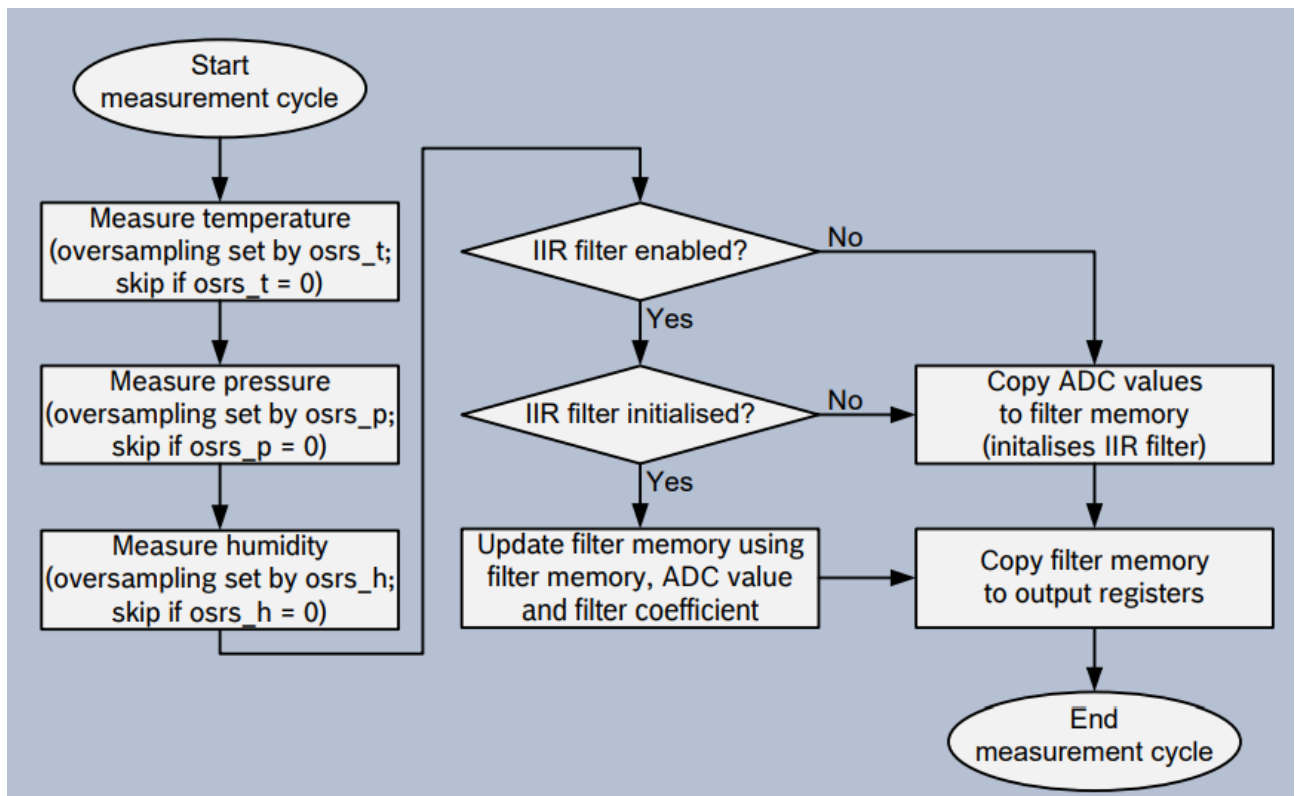 Start
measurement cycle
Measure temperature
(oversampling set by osrs_t;
skip if osrs_t = 0)
Measure pressure
(oversampling set by osrs_p;
skip if osrs_p = 0)
Measure humidity
(oversampling set by osrs_h;
skip if osrs_h = 0)
IIR filter enabled?
No
Yes
IIR filter initialised?
No
Yes
Update filter memory using
filter memory, ADC value
and filter coefficient
Copy ADC values
to filter memory
(initalises IIR filter)
Copy filter memory
to output registers
End
measurement cycle